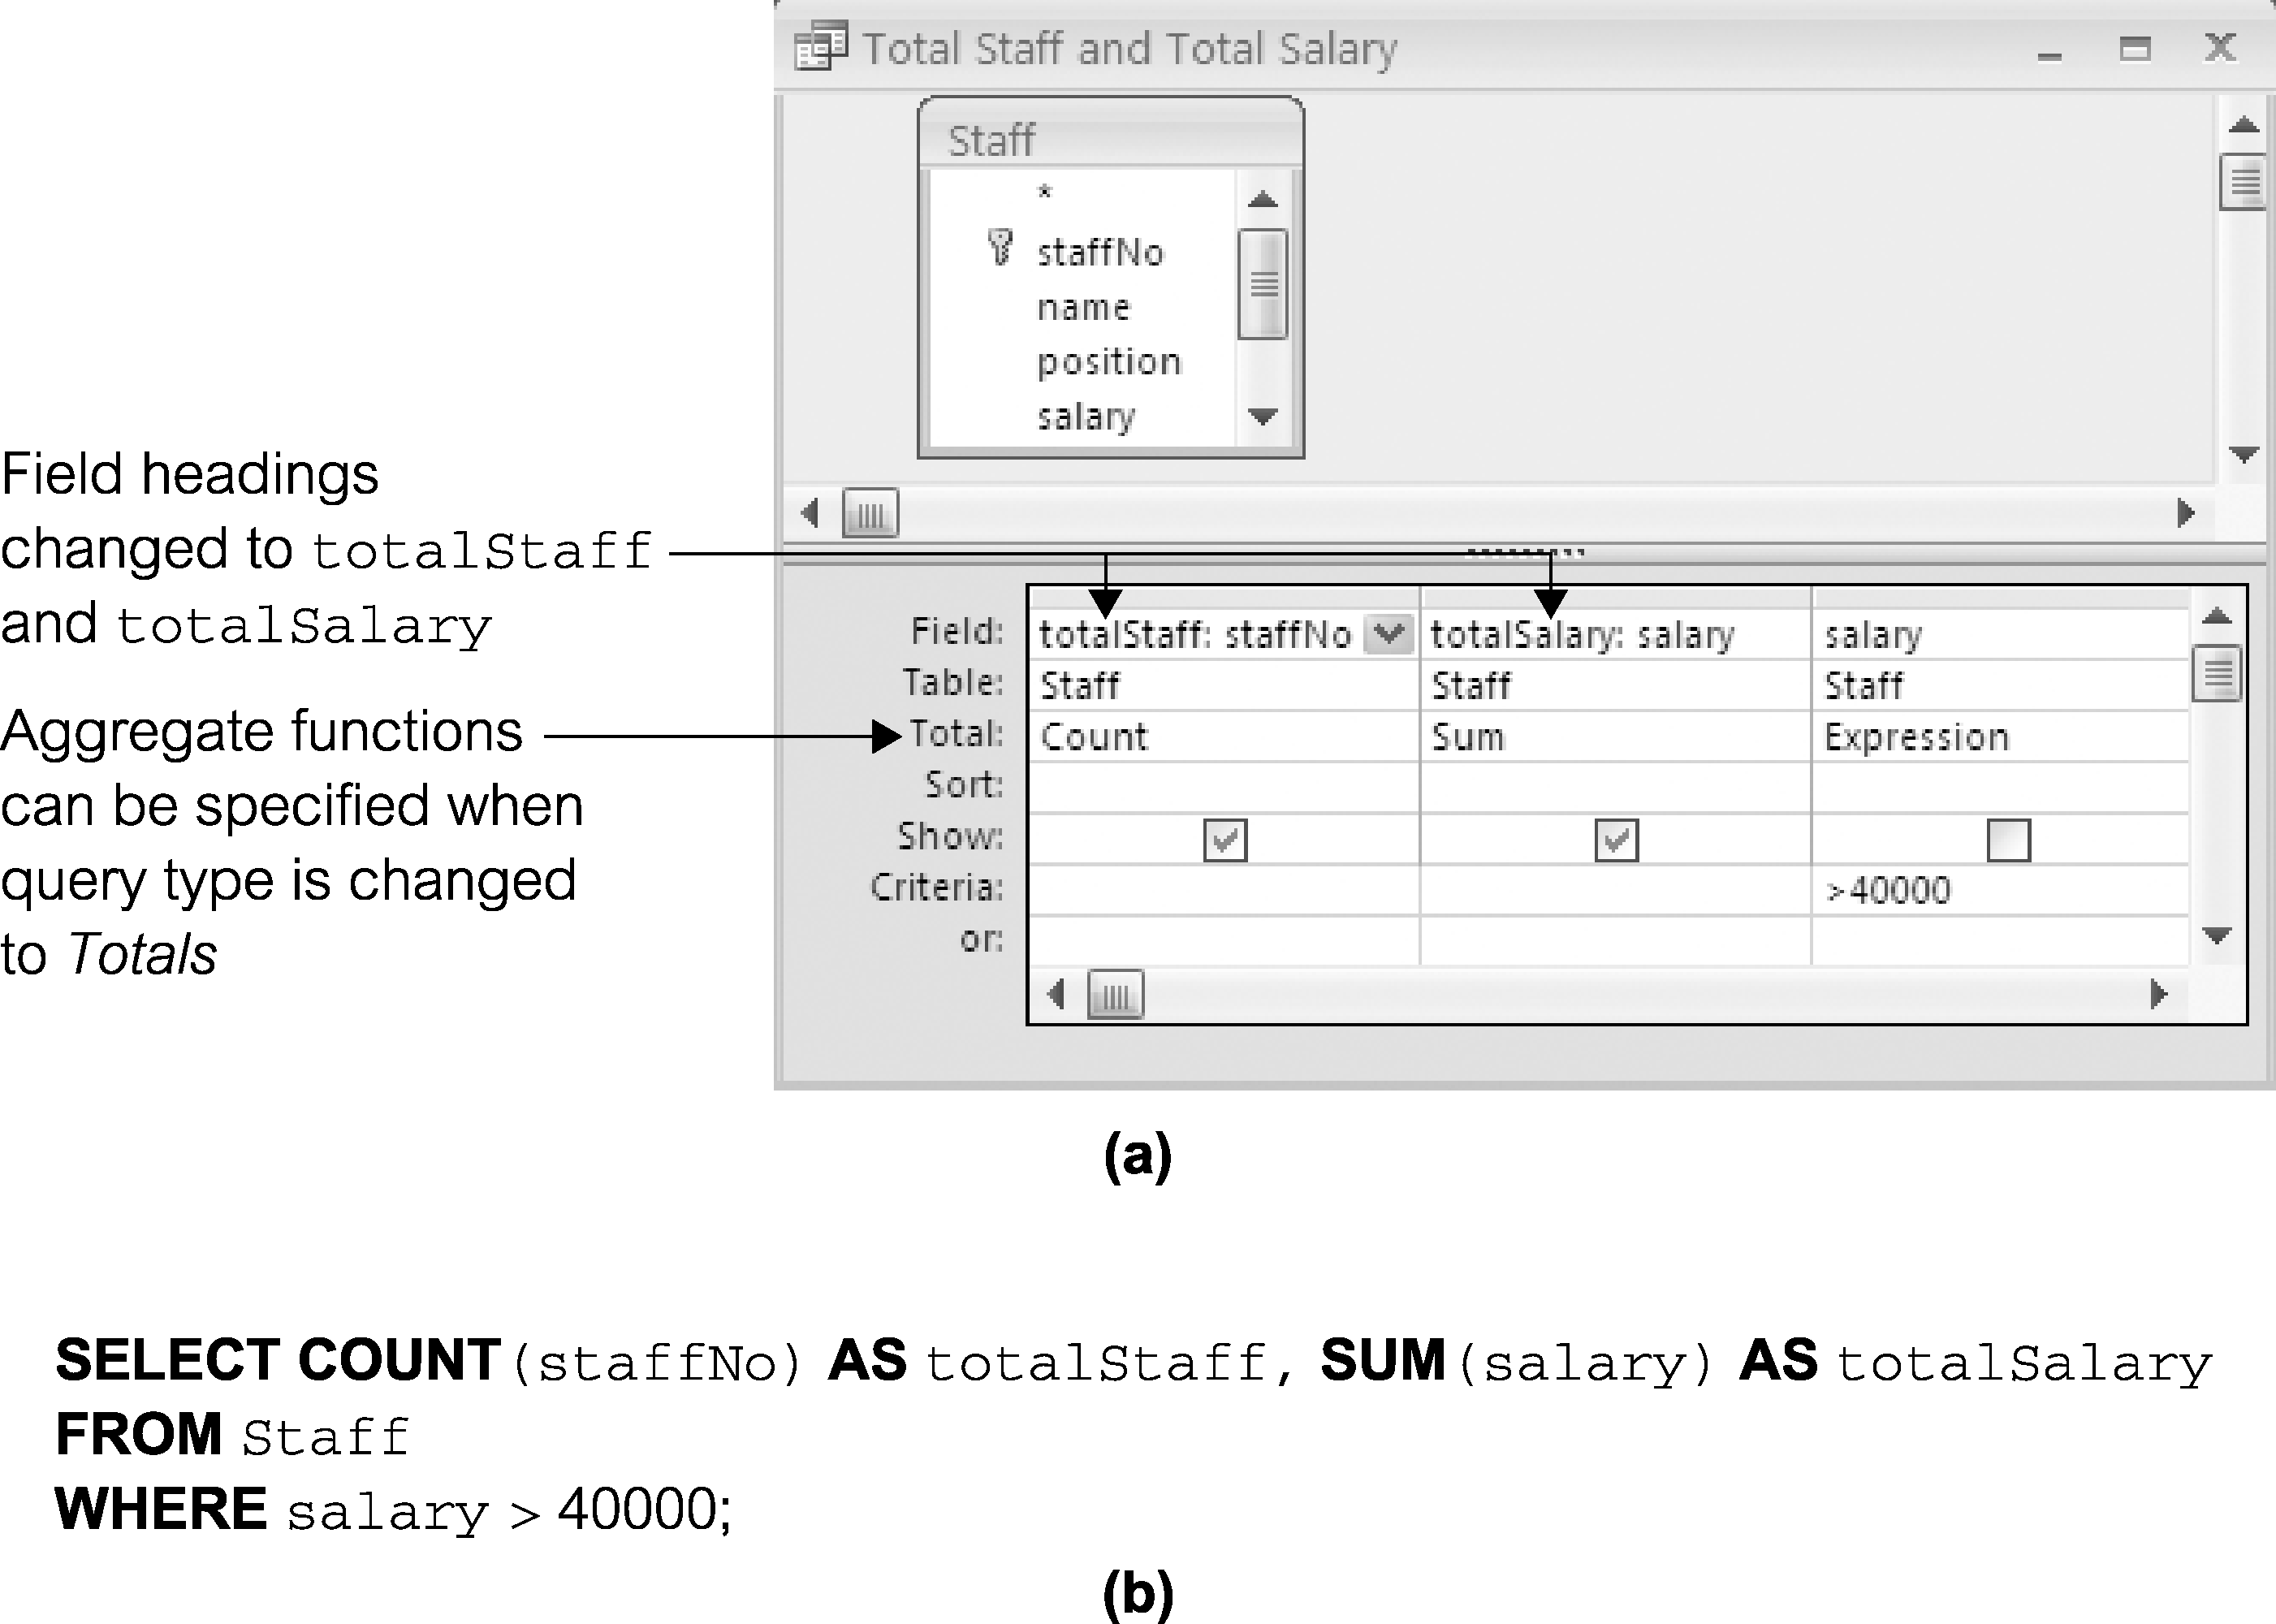 Total Staff and Total Salary
Staff
*
staffNo
name
position
salary
Field headings
changed to totalStaff
and totalSalary
Aggregate functions
can be specified when
query type is changed
to Totals
Field: totalStaff: staffNo totalSalary: salary salary
Table: Staff Staff Staff
Total: Count Sum Expression
Sort:
Show:
Criteria: >40000
or:
(a)
SELECT COUNT(staffNo) AS totalStaff, SUM(salary) AS totalSalary
FROM Staff
WHERE salary > 40000;
(b)